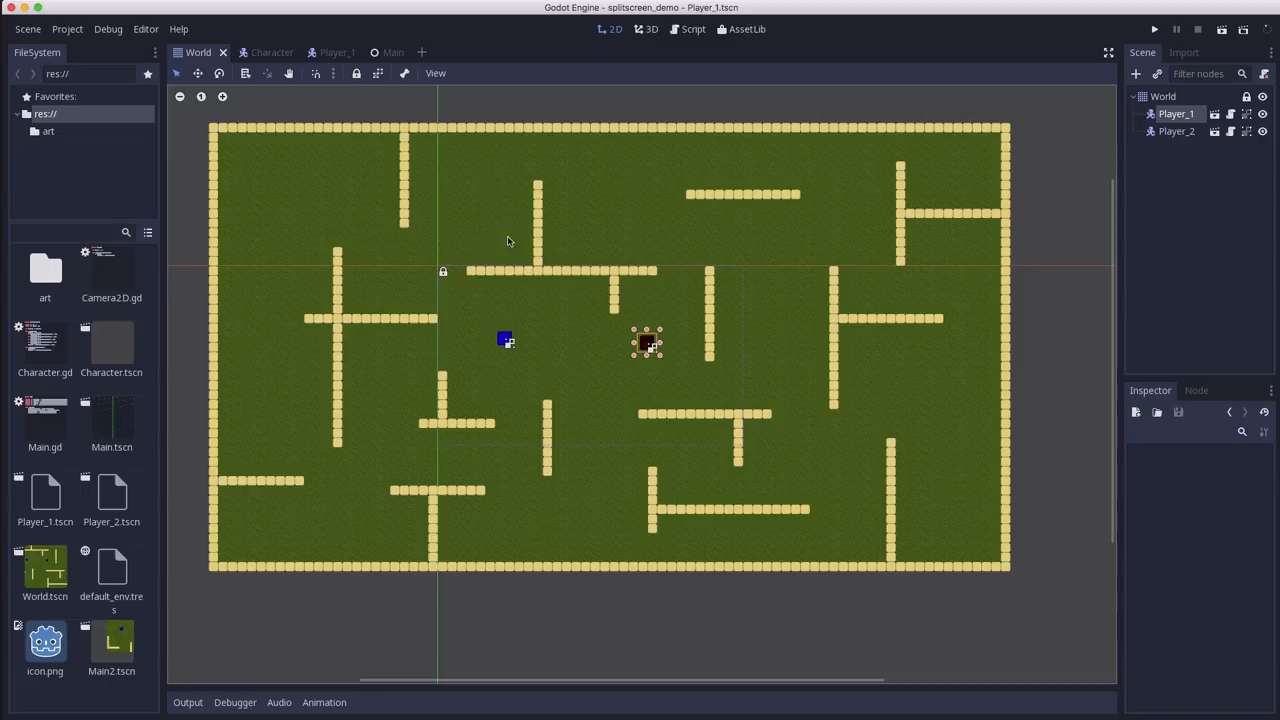 Godot Engine - splitscreen_demo - Player_1.tscn
Scene Project Debug Editor Help
2D 3D Script AssetLib
FileSystem
World Character Player_1 Main
Scene Import
res://
View
Filter nodes
Favorites:
res://
art
World
Player_1
Player_2
art
Camera2D.gd
Character.gd
Character.tscn
Main.gd
Main.tscn
Player_1.tscn
Player_2.tscn
World.tscn
default_env.tres
icon.png
Main2.tscn
Inspector Node
Output Debugger Audio Animation